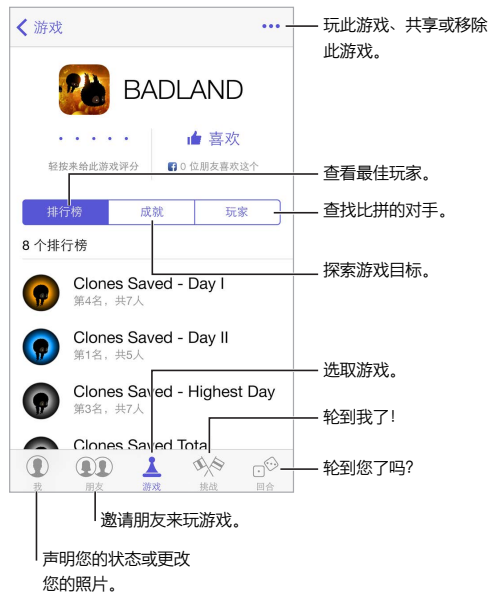 游戏
玩此游戏、共享或移除
此游戏。
BADLAND
喜欢
轻按来给此游戏评分
0 位朋友喜欢这个
查看最佳玩家。
排行榜 成就 玩家
查找比拼的对手。
8 个排行榜
探索游戏目标。
Clones Saved - Day I
第4名，共7人
Clones Saved - Day II
第1名，共5人
选取游戏。
Clones Saved - Highest Day
第3名，共7人
轮到我了！
Clones Saved Total
轮到您了吗？
我 朋友 游戏 挑战 回合
邀请朋友来玩游戏。
声明您的状态或更改
您的照片。